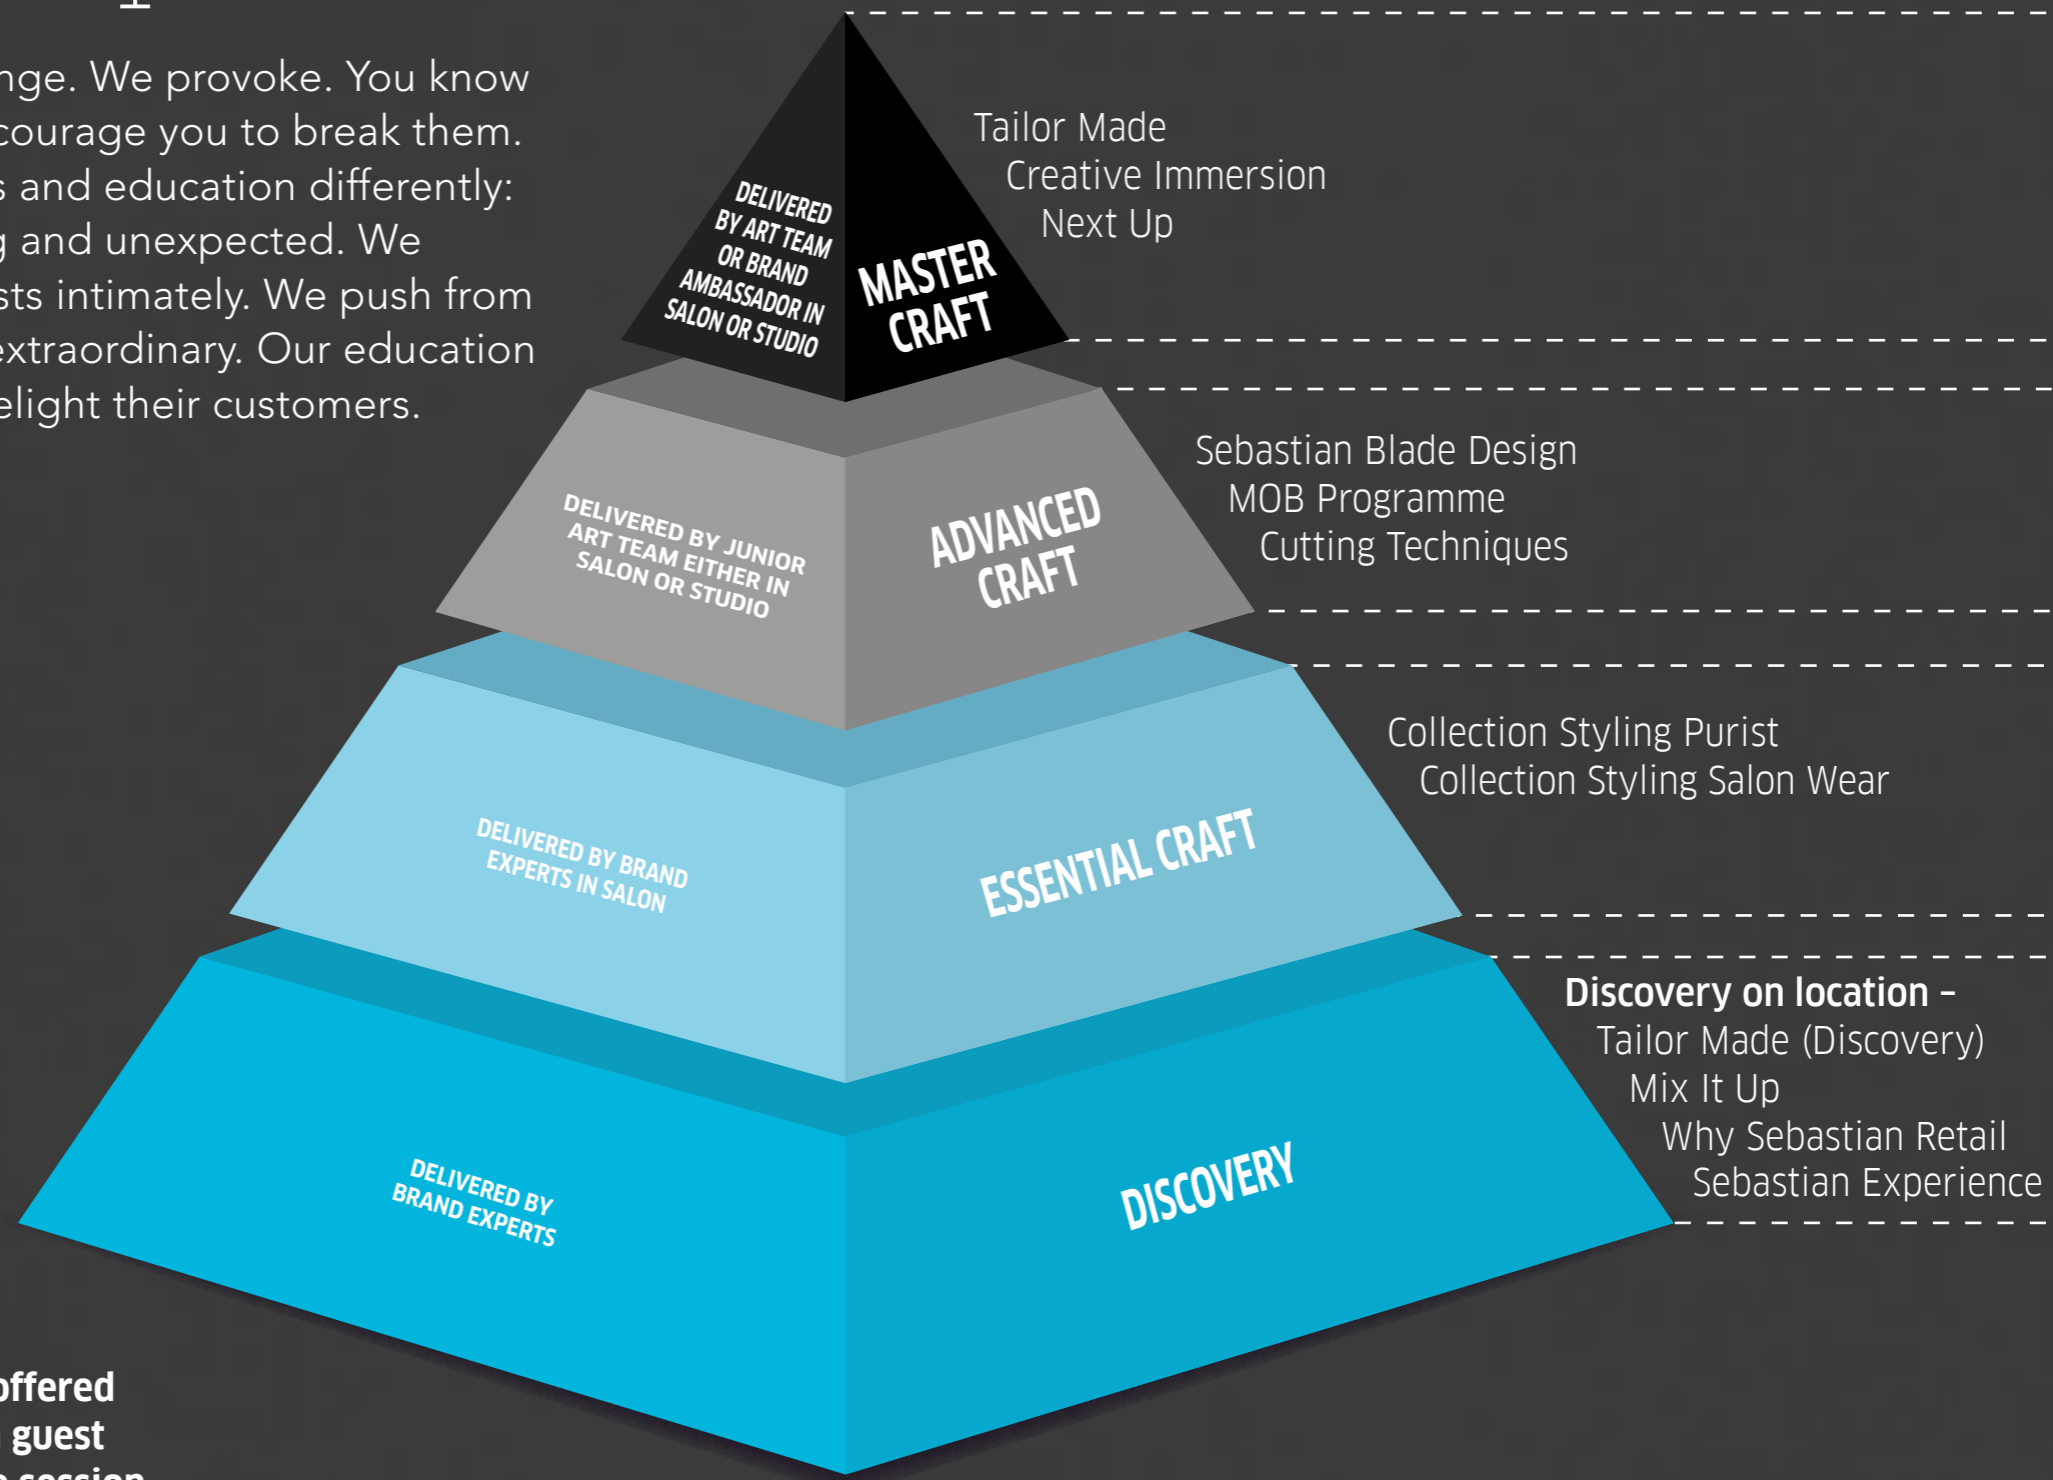 nge. We provoke. You know
courage you to break them.
s and education differently:
g and unexpected. We
sts intimately. We push from
extraordinary. Our education
elight their customers.
DELIVERED
BY ART TEAM
OR BRAND
AMBASSADOR IN
SALON OR STUDIO
MASTER
CRAFT
Tailor Made
Creative Immersion
Next Up
DELIVERED BY JUNIOR
ART TEAM EITHER IN
SALON OR STUDIO
ADVANCED
CRAFT
Sebastian Blade Design
MOB Programme
Cutting Techniques
DELIVERED BY BRAND
EXPERTS IN SALON
ESSENTIAL CRAFT
Collection Styling Purist
Collection Styling Salon Wear
DELIVERED BY
BRAND EXPERTS
DISCOVERY
Discovery on location –
Tailor Made (Discovery)
Mix It Up
Why Sebastian Retail
Sebastian Experience
offered
guest
session